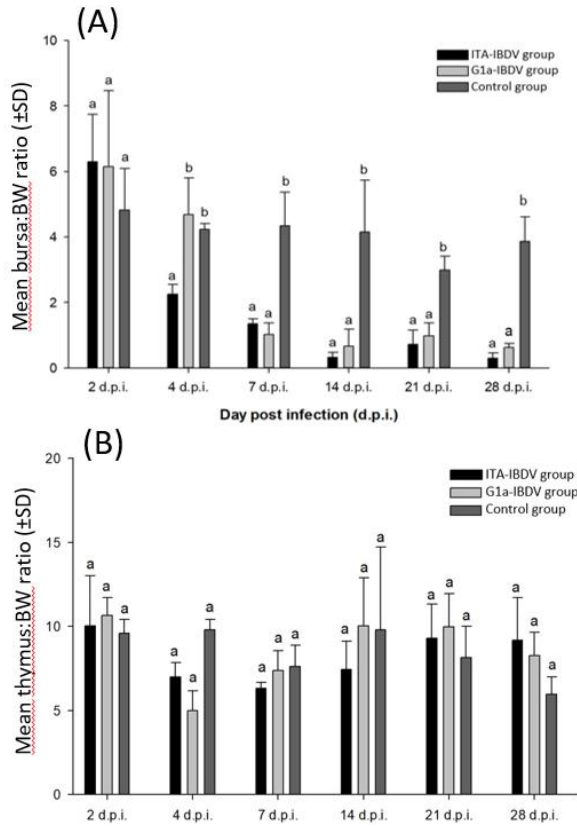 (A)
Mean bursa:BW ratio (±SD)
10
8
6
4
2
0
ITA-IBDV group
G1a-IBDV group
Control group
a a a
a b b
a a b
a a b
a a b
a a b
2 d.p.i. 4 d.p.i. 7 d.p.i. 14 d.p.i. 21 d.p.i. 28 d.p.i.
Day post infection (d.p.i.)
(B)
Mean thymus:BW ratio (±SD)
20
15
10
5
0
ITA-IBDV group
G1a-IBDV group
Control group
a a a
a a a
a a a
a a a
a a a
a a a
2 d.p.i. 4 d.p.i. 7 d.p.i. 14 d.p.i. 21 d.p.i. 28 d.p.i.